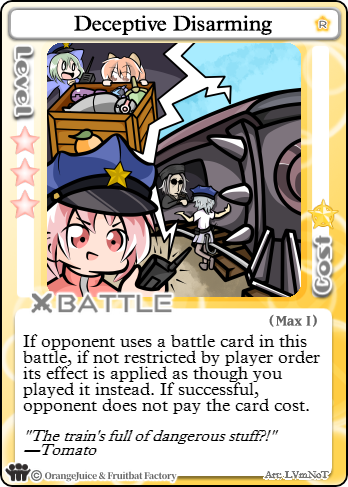 Deceptive Disarming
R
Level
Cost
BATTLE
(Max 1)
If opponent uses a battle card in this
battle, if not restricted by player order
its effect is applied as though you
played it instead. If successful,
opponent does not pay the card cost.
"The train's full of dangerous stuff?!"
—Tomato
© OrangeJuice & Fruitbat Factory
Art: LVmNoT